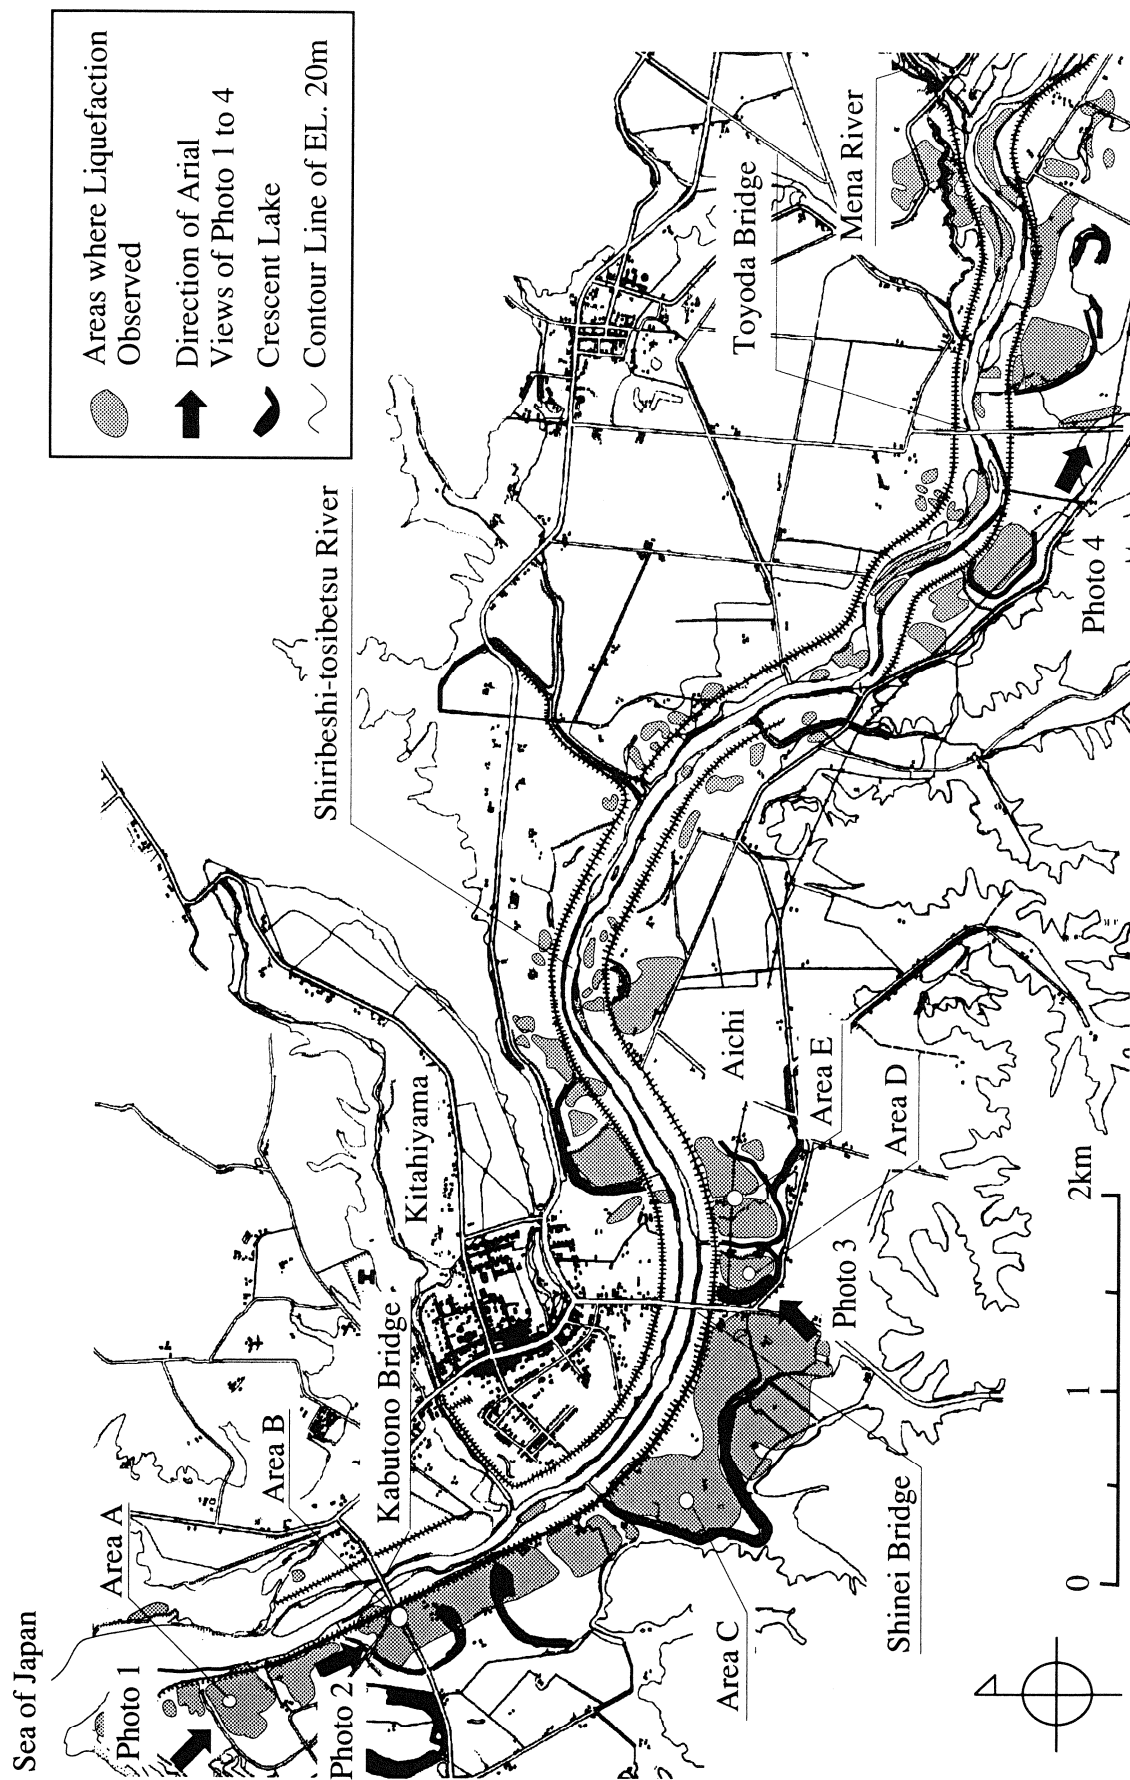 Areas where Liquefaction
Observed
Direction of Arial
Views of Photo 1 to 4
Crescent Lake
Contour Line of EL. 20m
Sea of Japan
Photo 1
Area A
Area B
Photo 2
Kabutono Bridge
Kitahiyama
Shiribeshi-tosibetsu River
Toyoda Bridge
Mena River
Area C
Shinei Bridge
Photo 3
Area D
Area E
Aichi
Photo 4
0
1
2km